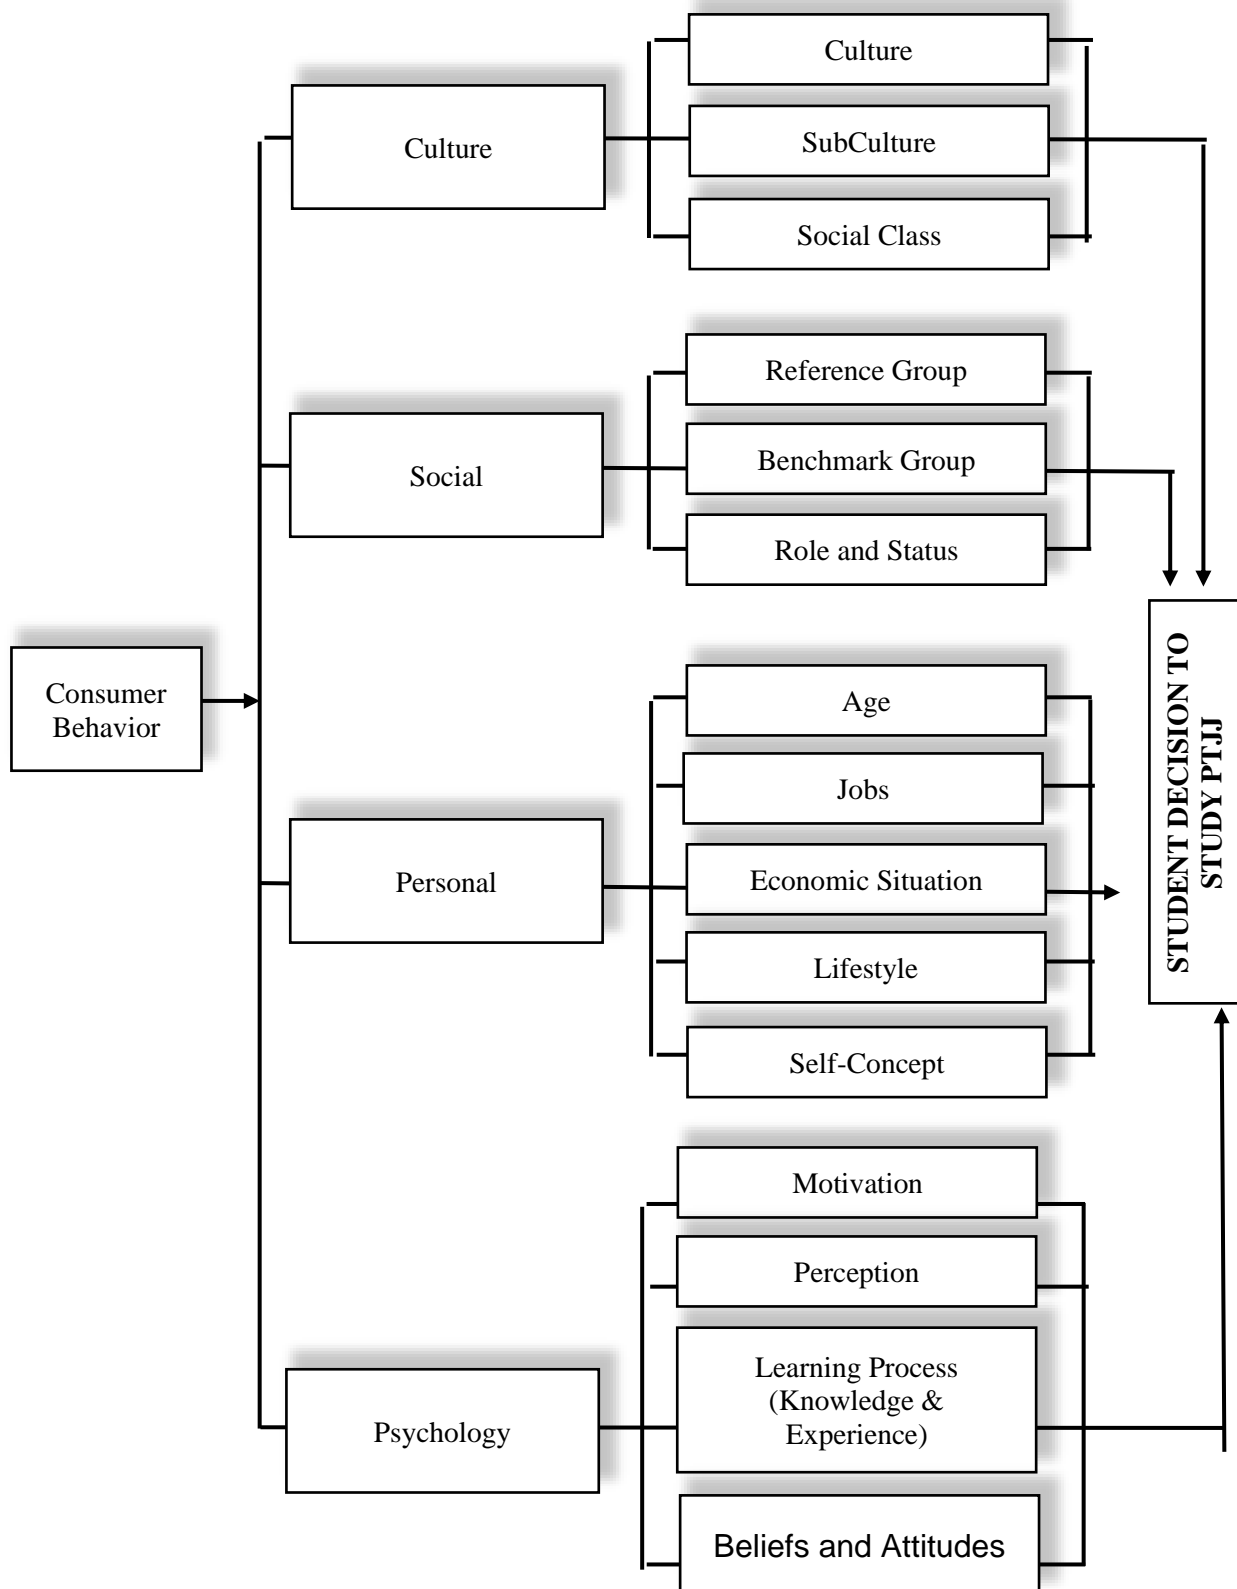 Culture
Culture
SubCulture
Social Class
Reference Group
Social
Benchmark Group
Role and Status
Consumer
Behavior
Age
Jobs
Personal
Economic Situation
Lifestyle
Self-Concept
STUDENT DECISION TO
STUDY PTJJ
Motivation
Perception
Psychology
Learning Process
(Knowledge &
Experience)
Beliefs and Attitudes